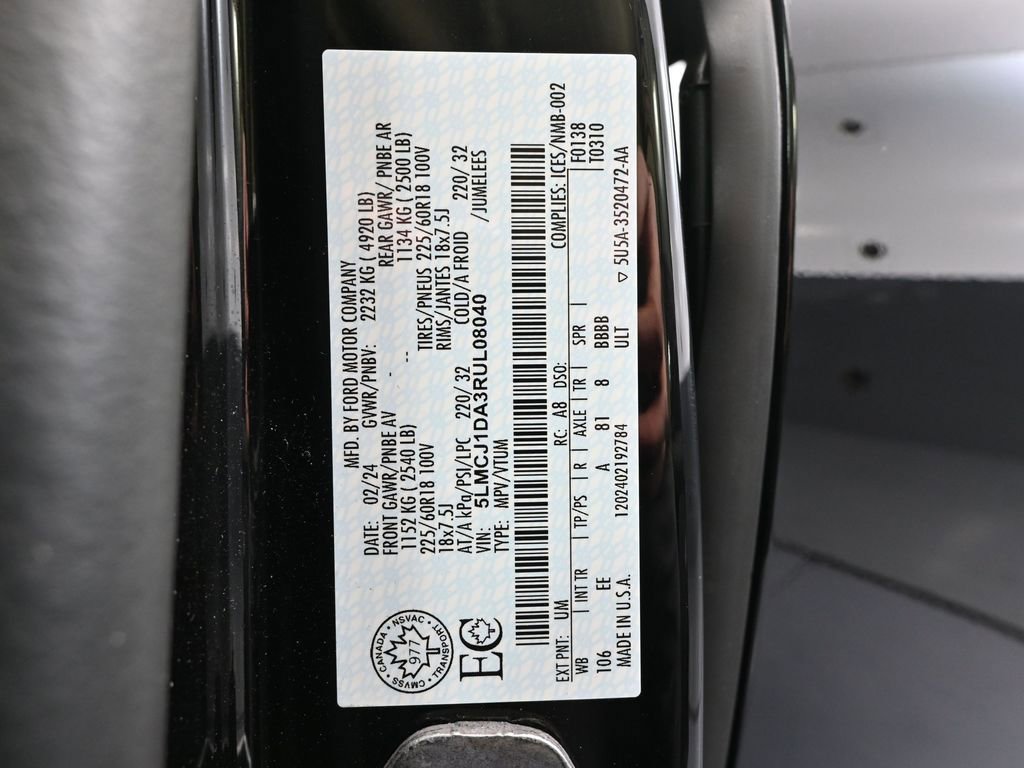 MFD. BY FORD MOTOR COMPANY
DATE: 02/24 GVWR/PNBV: 2232 KG ( 4920 LB)
FRONT GAWR/PNBE AV - REAR GAWR/ PNBE AR
1152 KG ( 2540 LB) -- 1134 KG ( 2500 LB)
225/60R18 100V TIRES/PNEUS 225/60R18 100V
18x7.5J RIMS/JANTES 18x7.5J
AT/A kPa/PSI/LPC 220/ 32 COLD/A FROID 220/ 32
VIN: 5LMCJ1DA3RUL08040 /JUMELEES
TYPE: MPV/VTUM
CANADA • NSVAC • TRANSPORT • CMVSS •
977
EC
EXT PNT: UM RC: A8 DSO: COMPLIES: ICES/NMB-002
WB | INT TR | TP/PS | R | AXLE | TR | SPR F0138
T0310
106 EE A 81 8 BBBB
MADE IN U.S.A. 1202402192784 ULT ▽ 5U5A-3520472-AA